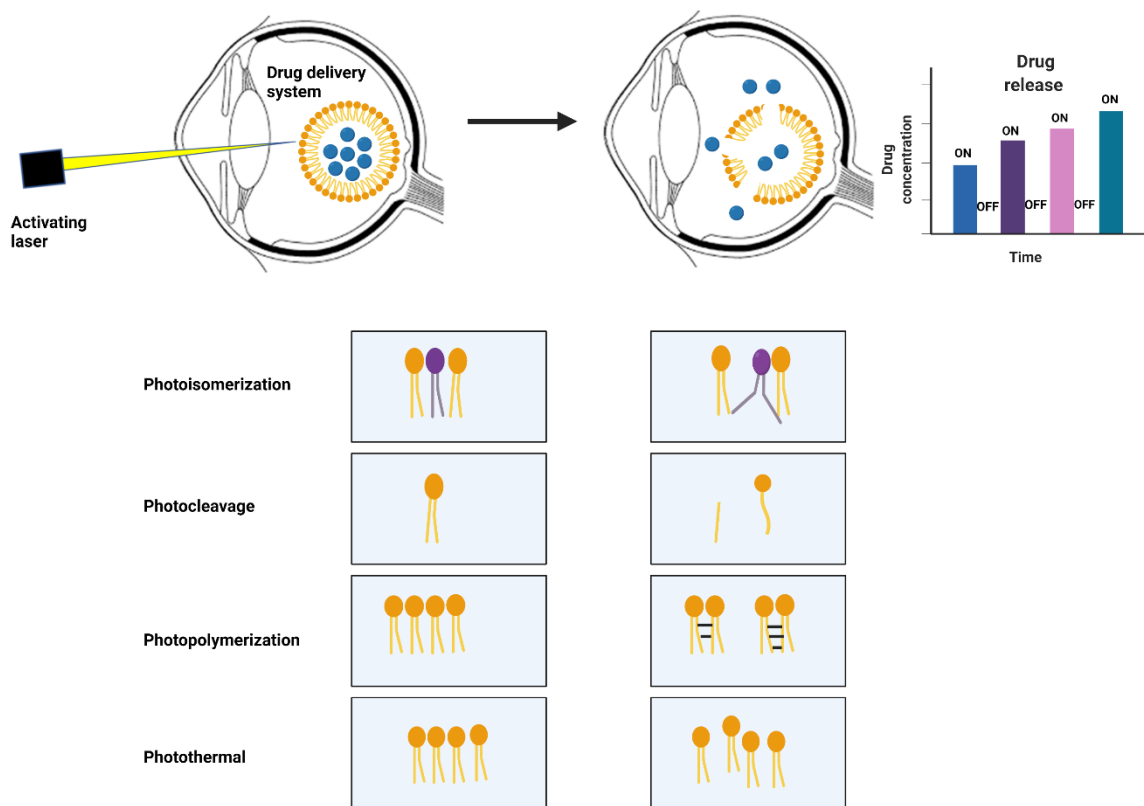 Drug delivery
system
Activating
laser
Drug
release
Drug
concentration
ON
OFF
ON
OFF
ON
OFF
ON
Time
Photoisomerization
Photocleavage
Photopolymerization
Photothermal